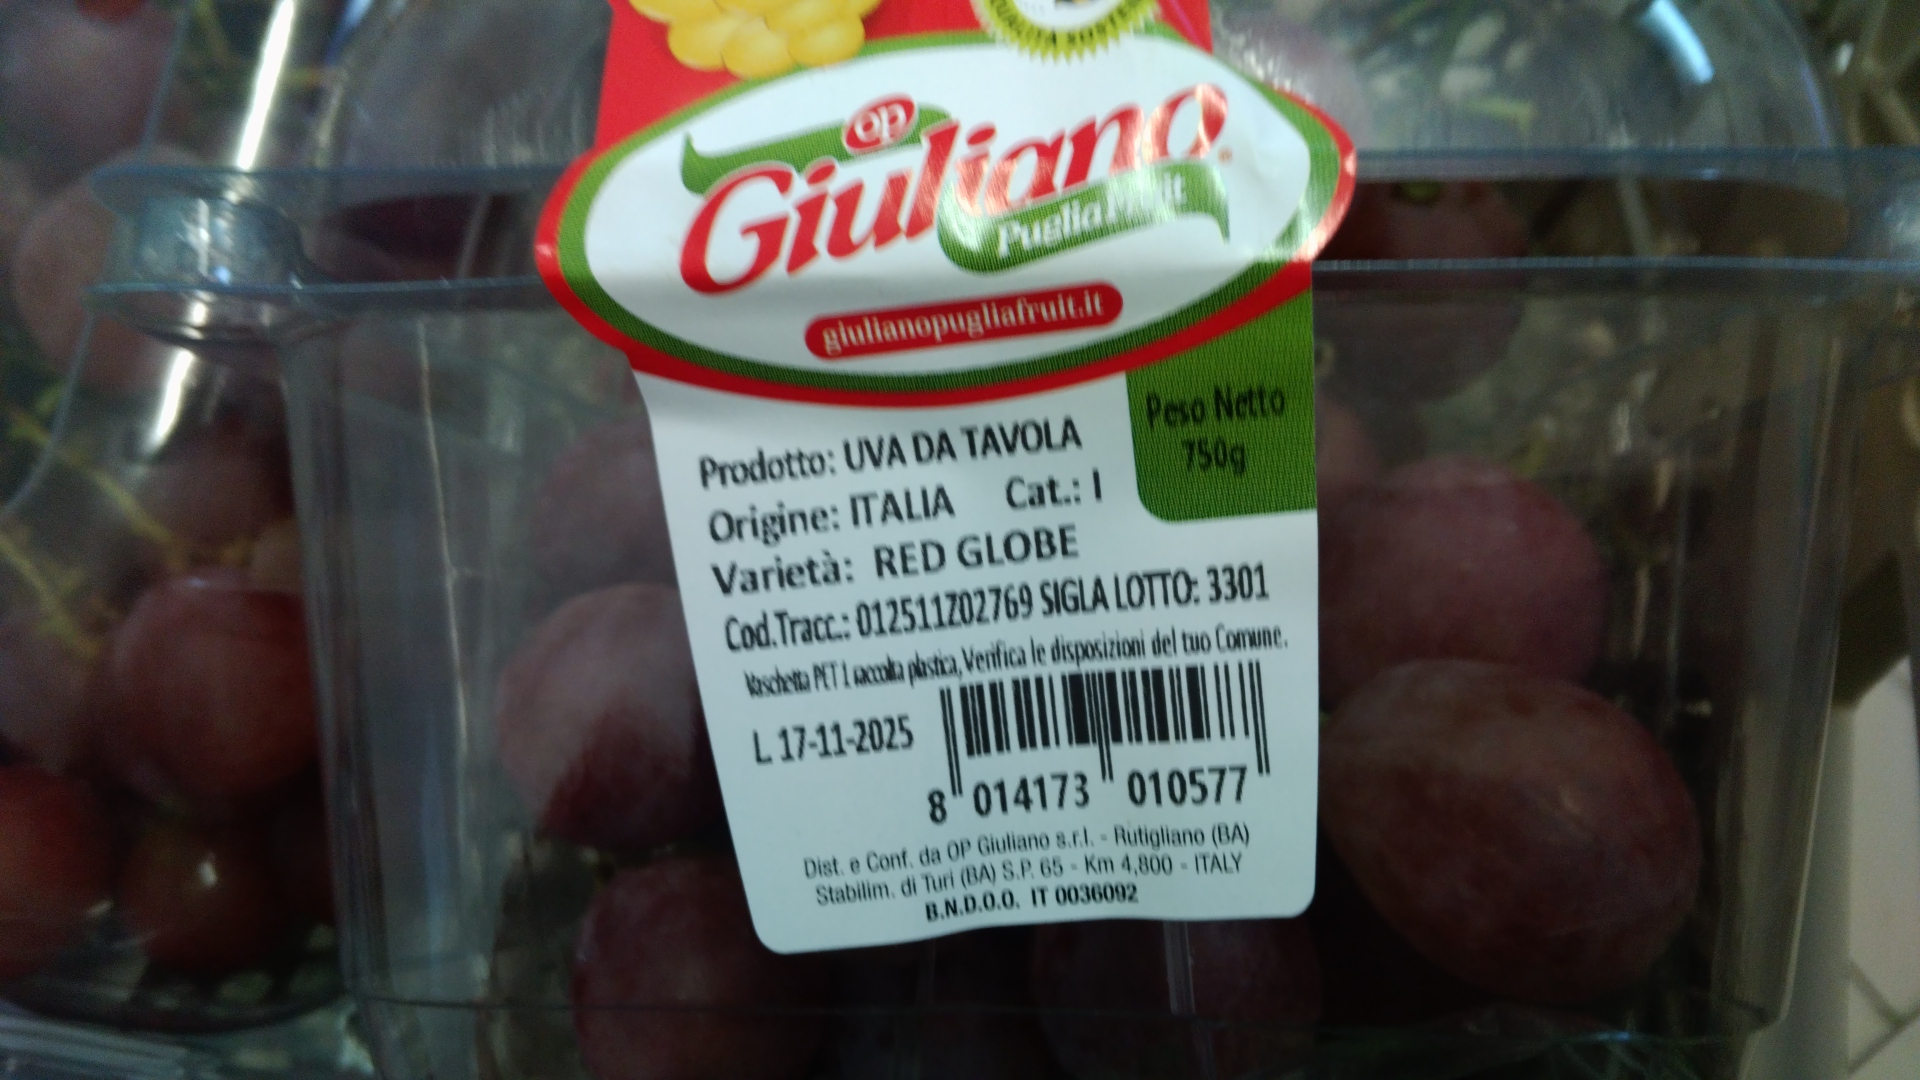 QUALITÀ
op
Giuliano
PugliaFruit
giulianopugliafruit.it
Peso Netto
750g
Prodotto: UVA DA TAVOLA
Origine: ITALIA Cat.: I
Varietà: RED GLOBE
Cod.Tracc.: 012511Z02769 SIGLA LOTTO: 3301
Vaschetta PET 1 raccolta plastica, Verifica le disposizioni del tuo Comune.
L 17-11-2025
8 014173 010577
Dist. e Conf. da OP Giuliano s.r.l. - Rutigliano (BA)
Stabilim. di Turi (BA) S.P. 65 - Km 4,800 - ITALY
B.N.D.O.O. IT 0036092